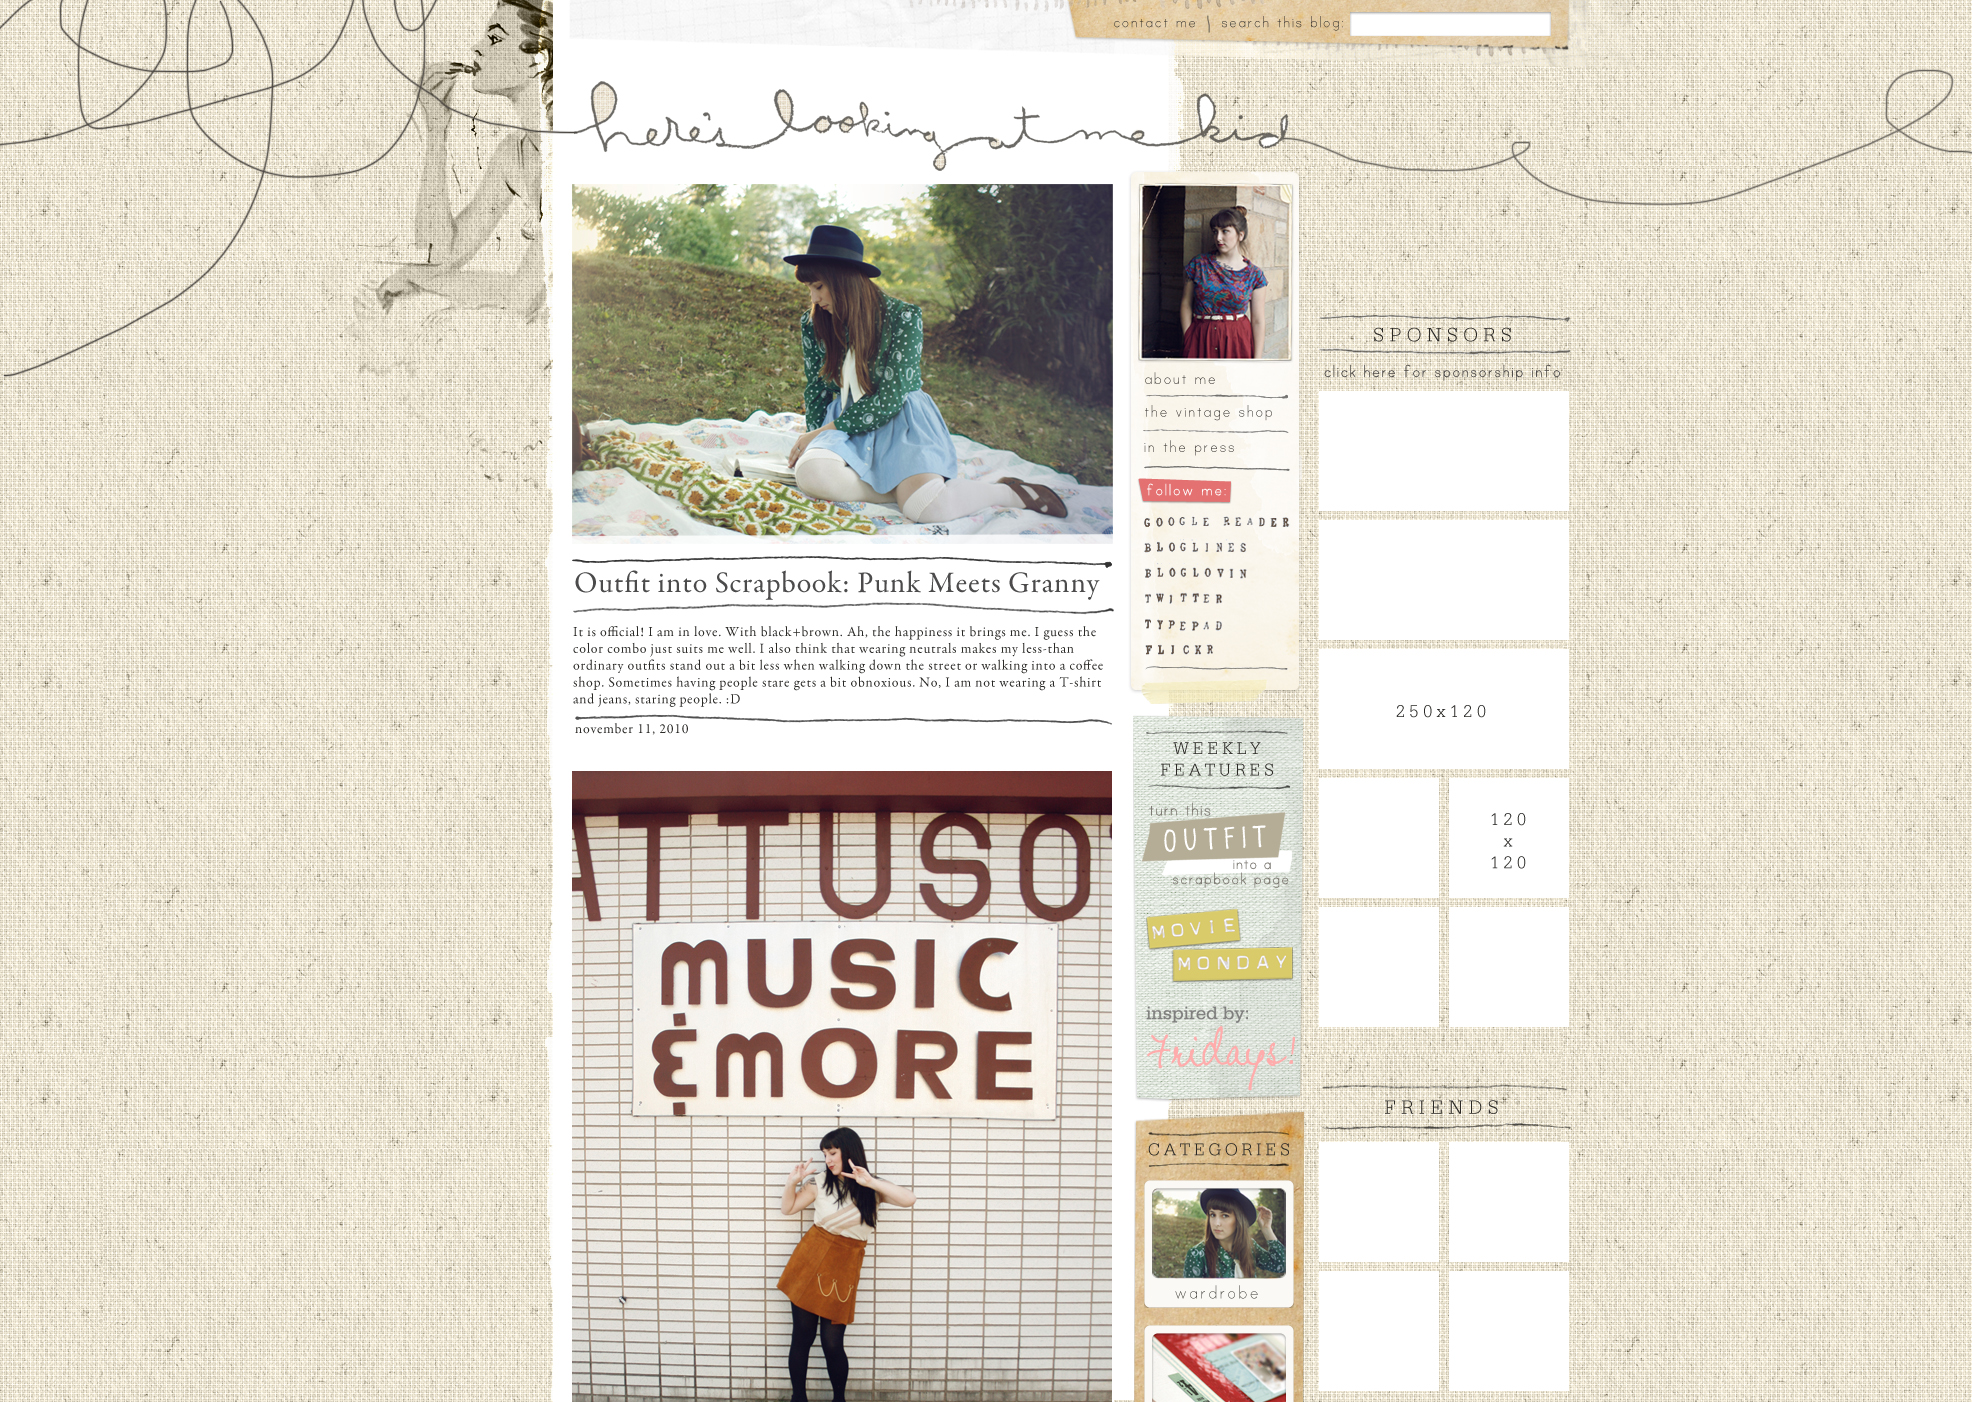 contact me | search this blog:
here's looking at me kid
Outfit into Scrapbook: Punk Meets Granny
It is official! I am in love. With black+brown. Ah, the happiness it brings me. I guess the
color combo just suits me well. I also think that wearing neutrals makes my less-than
ordinary outfits stand out a bit less when walking down the street or walking into a coffee
shop. Sometimes having people stare gets a bit obnoxious. No, I am not wearing a T-shirt
and jeans, staring people. :D
november 11, 2010
ATTUSO
MUSIC
& MORE
W
about me
the vintage shop
in the press
follow me:
GOOGLE READER
BLOGLINES
BLOGLOVIN
TWITTER
TYPEPAD
FLICKR
WEEKLY
FEATURES
turn this
OUTFIT
into a
scrapbook page
MOViE
MONDAY
inspired by:
Fridays!
CATEGORIES
wardrobe
SPONSORS
click here for sponsorship info
250x120
120
x
120
FRIENDS